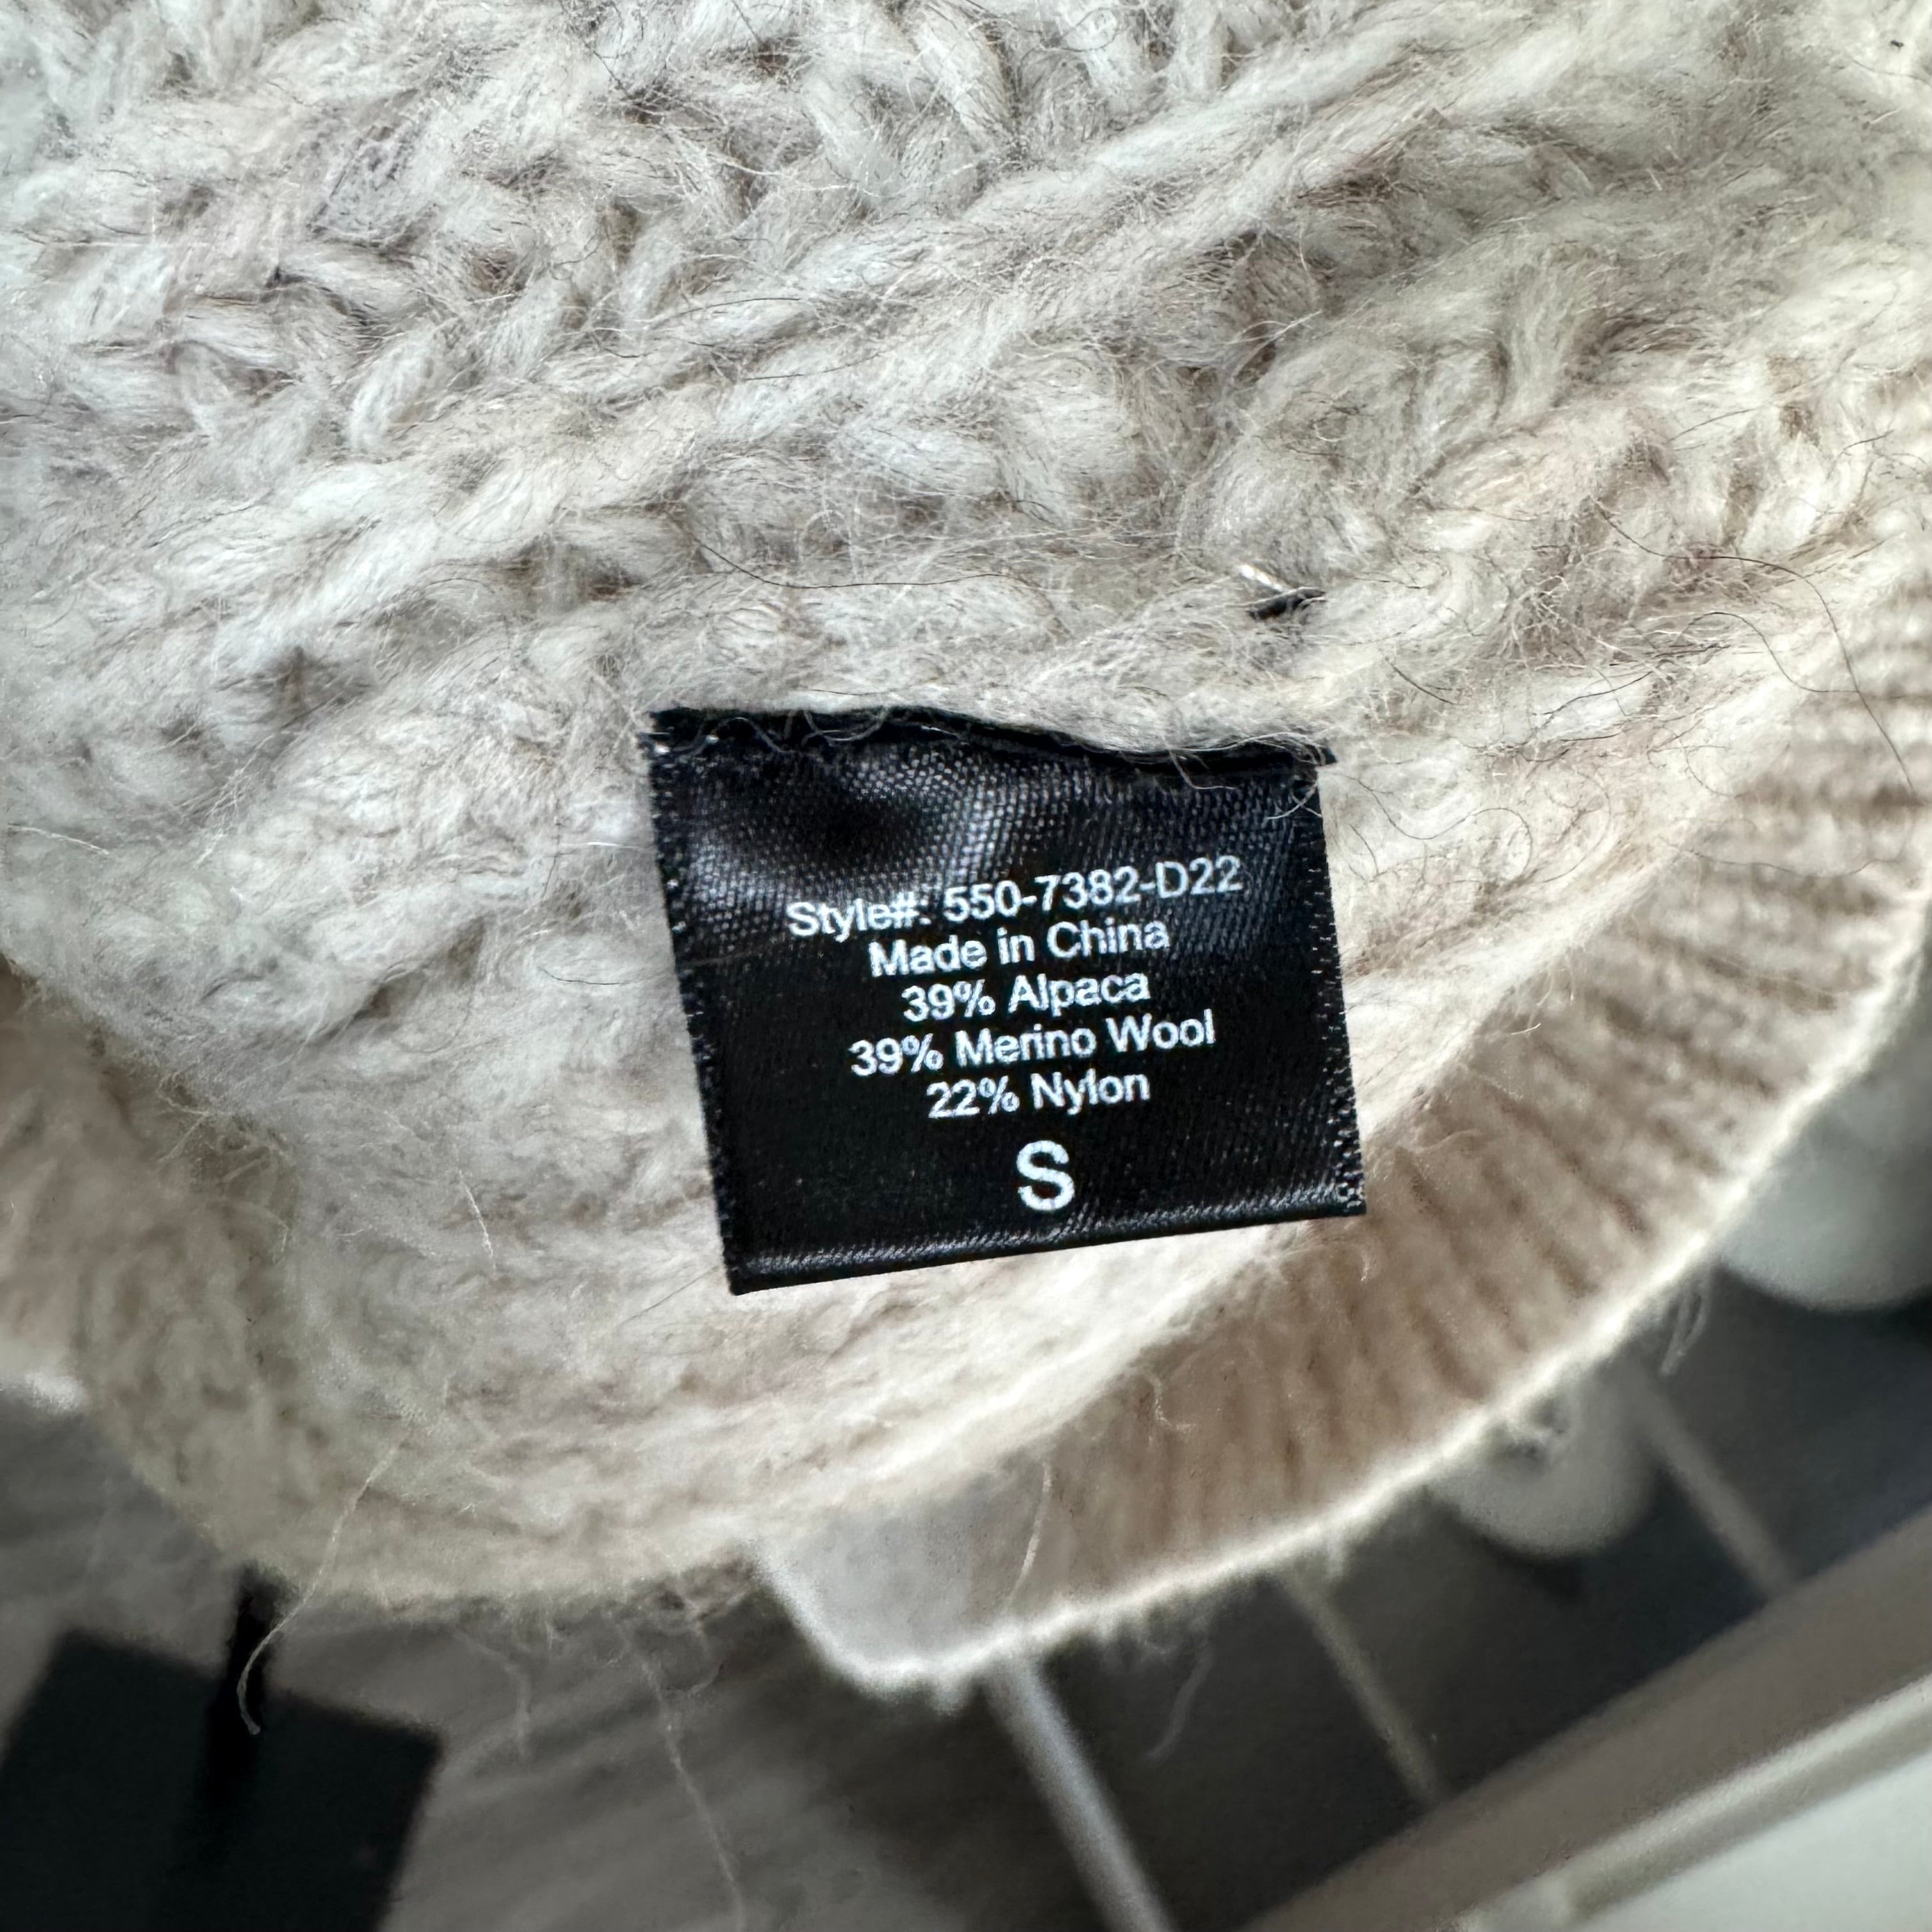 Style#: 550-7382-D22
Made in China
39% Alpaca
39% Merino Wool
22% Nylon
S